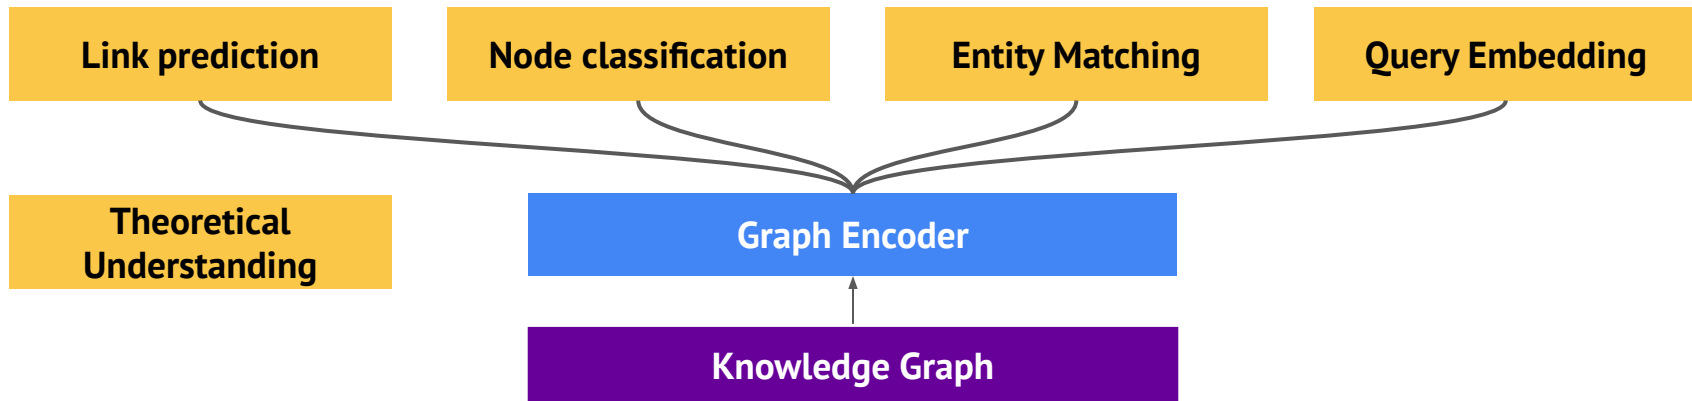 Link prediction
Node classification
Entity Matching
Query Embedding
Theoretical
Understanding
Graph Encoder
Knowledge Graph